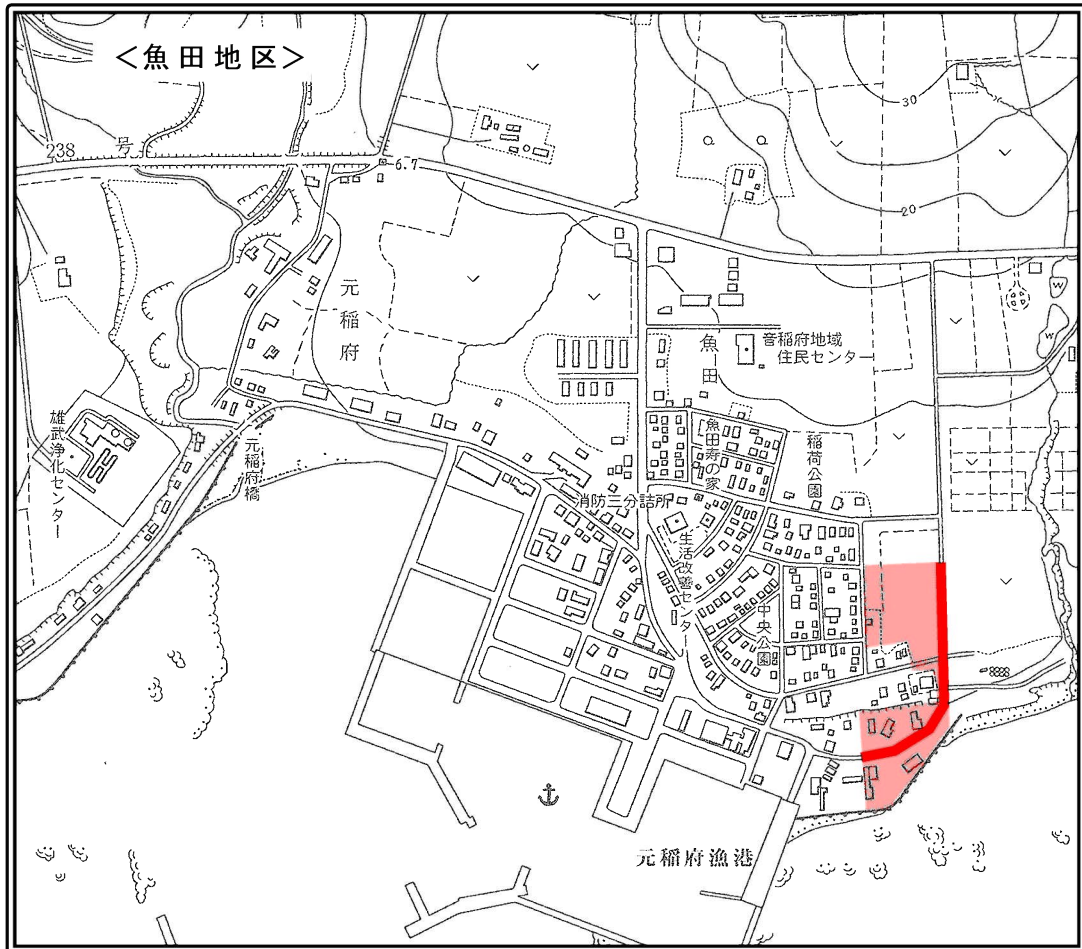 <魚田地区>
238 号
6.7
30
20
元稲府
魚田
音稲府地域
住民センター
雄武浄化センター
元稲府橋
魚田寿の家
稲荷公園
消防三分詰所
生活改善センター
中央公園
元稲府漁港